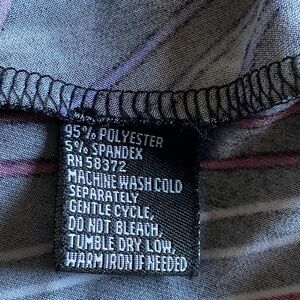 95% POLYESTER
5% SPANDEX
RN 58372
MACHINE WASH COLD
SEPARATELY
GENTLE CYCLE,
DO NOT BLEACH,
TUMBLE DRY LOW,
WARM IRON IF NEEDED